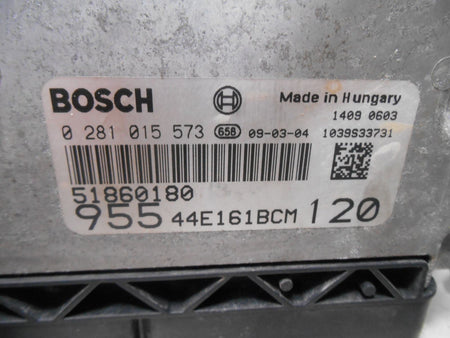 BOSCH
Made in Hungary
1409 0603
0 281 015 573 658 09-03-04 1039S33731
51860180
955 44E161BCM 120